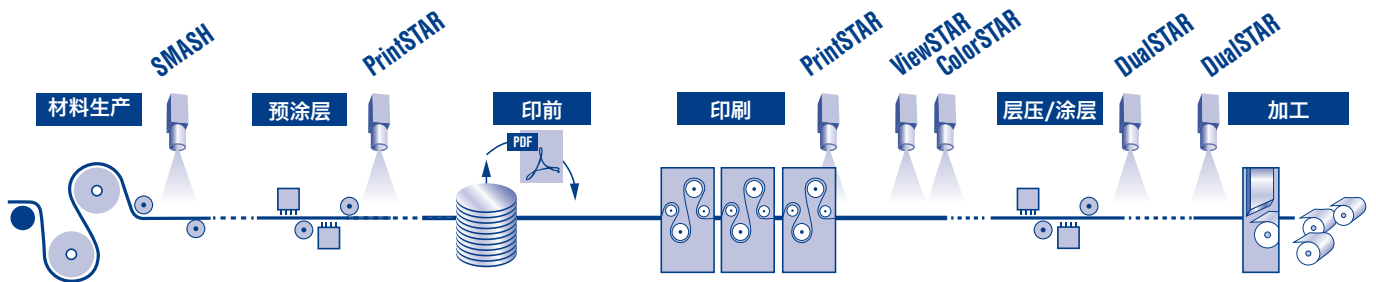 SMASH
PrintSTAR
PrintSTAR
ViewSTAR
ColorSTAR
DualSTAR
DualSTAR
材料生产
预涂层
印前
印刷
层压/涂层
加工
PDF